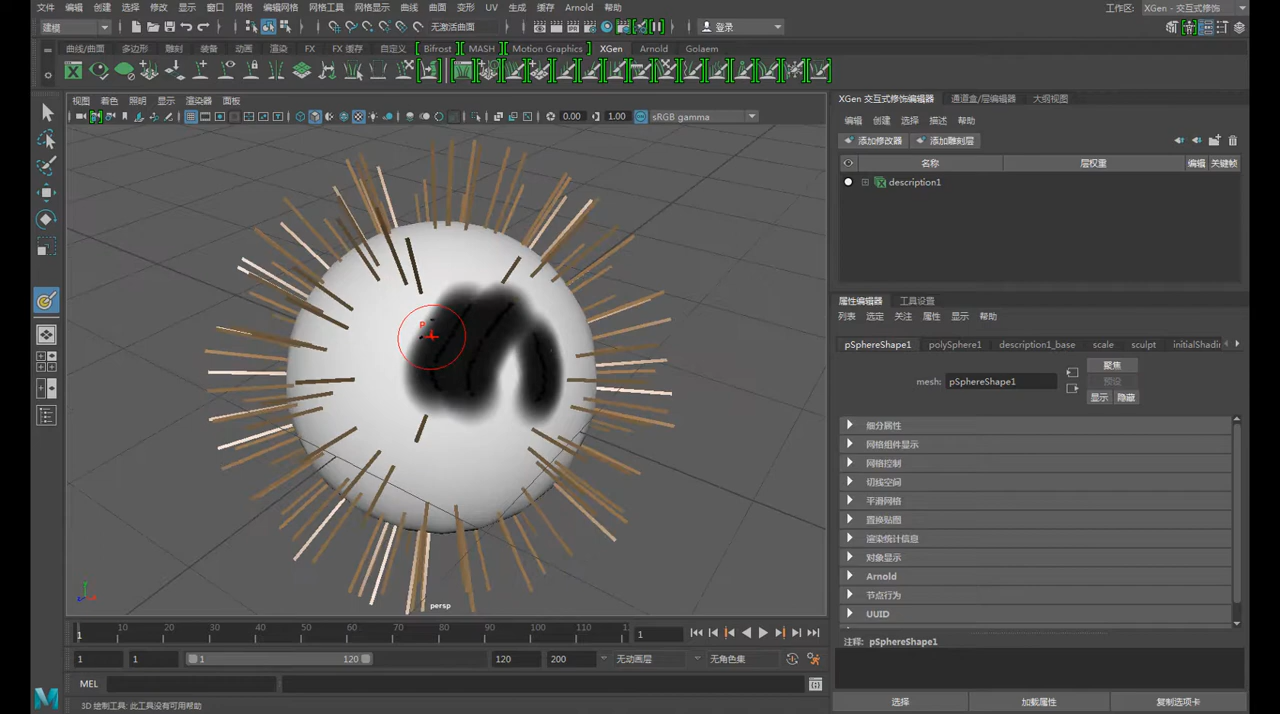 文件 编辑 创建 选择 修改 显示 窗口 网格 编辑网格 网格工具 网格显示 曲线 曲面 变形 UV 生成 缓存 Arnold 帮助 工作区: XGen - 交互式修饰
建模 无激活曲面 登录
曲线/曲面 多边形 雕刻 装备 动画 渲染 FX FX 缓存 自定义 Bifrost MASH Motion Graphics XGen Arnold Golaem
视图 着色 照明 显示 渲染器 面板
0.00 1.00 sRGB gamma
P
persp
XGen 交互式修饰编辑器 通道盒/层编辑器 大纲视图
编辑 创建 选择 描述 帮助
添加修改器 添加雕刻层
名称 层权重 编辑 关键帧
description1
属性编辑器 工具设置
列表 选定 关注 属性 显示 帮助
pSphereShape1 polySphere1 description1_base scale sculpt initialShadi
mesh: pSphereShape1
聚焦
预设
显示 隐藏
细分属性
网格组件显示
网格控制
切线空间
平滑网格
置换贴图
渲染统计信息
对象显示
Arnold
节点行为
UUID
注释: pSphereShape1
选择 加载属性 复制选项卡
1 10 20 30 40 50 60 70 80 90 100 110 1 1
1 1 1 120 120 200 无动画层 无角色集
MEL
3D 绘制工具: 此工具没有可用帮助